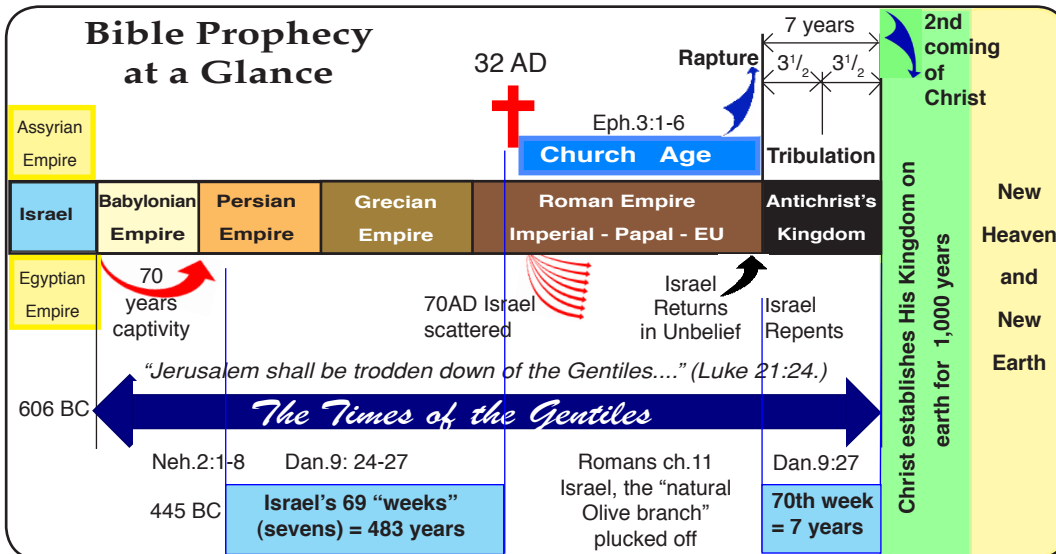 Bible Prophecy
at a Glance
32 AD
Rapture
7 years
3 1/2
3 1/2
2nd
coming
of
Christ
Assyrian
Empire
Eph.3:1-6
Church Age
Tribulation
Israel
Babylonian
Empire
Persian
Empire
Grecian
Empire
Roman Empire
Imperial - Papal - EU
Antichrist's
Kingdom
Egyptian
Empire
70
years
captivity
70AD Israel
scattered
Israel
Returns
in Unbelief
Israel
Repents
“Jerusalem shall be trodden down of the Gentiles....” (Luke 21:24.)
606 BC
The Times of the Gentiles
Neh.2:1-8
Dan.9: 24-27
445 BC
Israel’s 69 “weeks”
(sevens) = 483 years
Romans ch.11
Israel, the “natural
Olive branch”
plucked off
Dan.9:27
70th week
= 7 years
Christ establishes His Kingdom on
earth for 1,000 years
New
Heaven
and
New
Earth